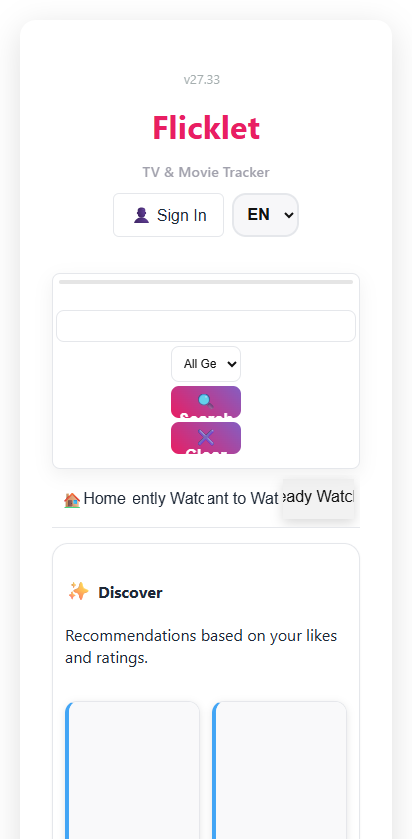 v27.33
Flicklet
TV & Movie Tracker
Sign In
EN
All Ge
Search
Clear
Home ently Watc ant to Wat eady Watcl
Discover
Recommendations based on your likes
and ratings.